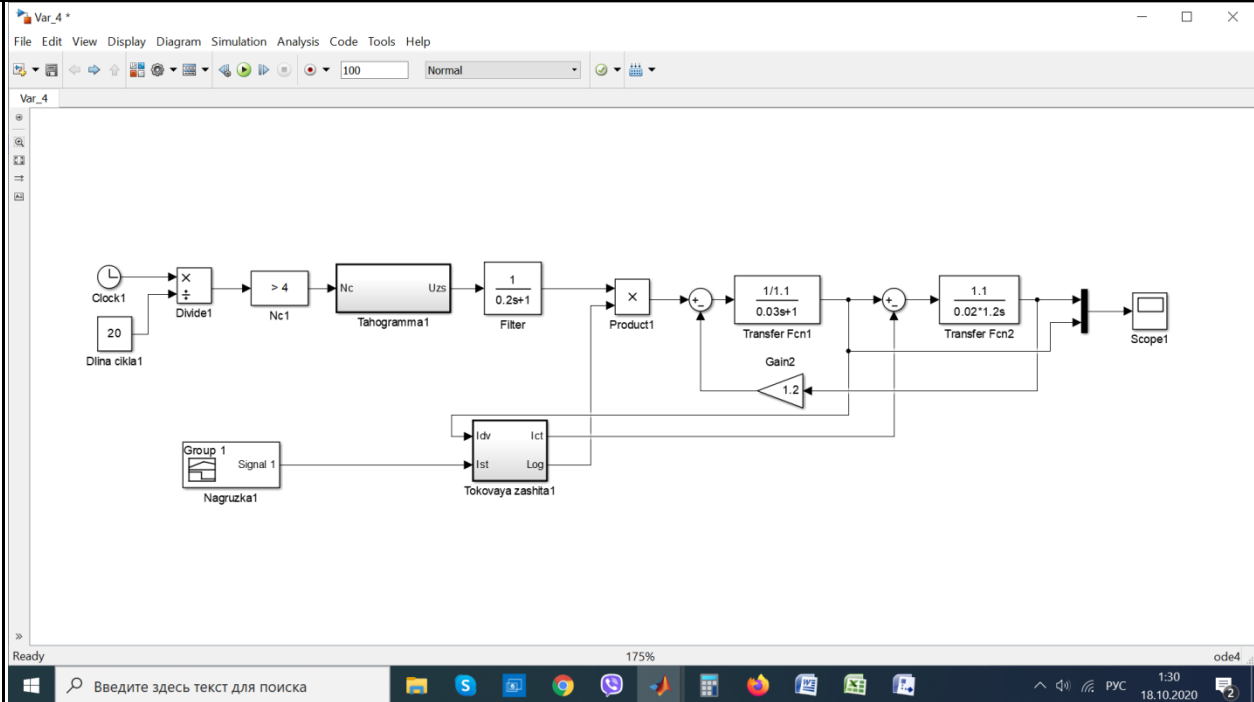 Var_4 *
File Edit View Display Diagram Simulation Analysis Code Tools Help
100 Normal
Var_4
Clock1
× ÷
Divide1
20
Dlina cikla1
> 4
Nc1
Nc Uzs
Tahogramma1
1
0.2s+1
Filter
×
Product1
+
_
1/1.1
0.03s+1
Transfer Fcn1
+
_
1.1
0.02*1.2s
Transfer Fcn2
Scope1
Gain2
1.2
Idv Ict
Ist Log
Tokovaya zashita1
Group 1
Signal 1
Nagruzka1
Ready 175% ode4
Введите здесь текст для поиска
РУС
1:30
18.10.2020
2